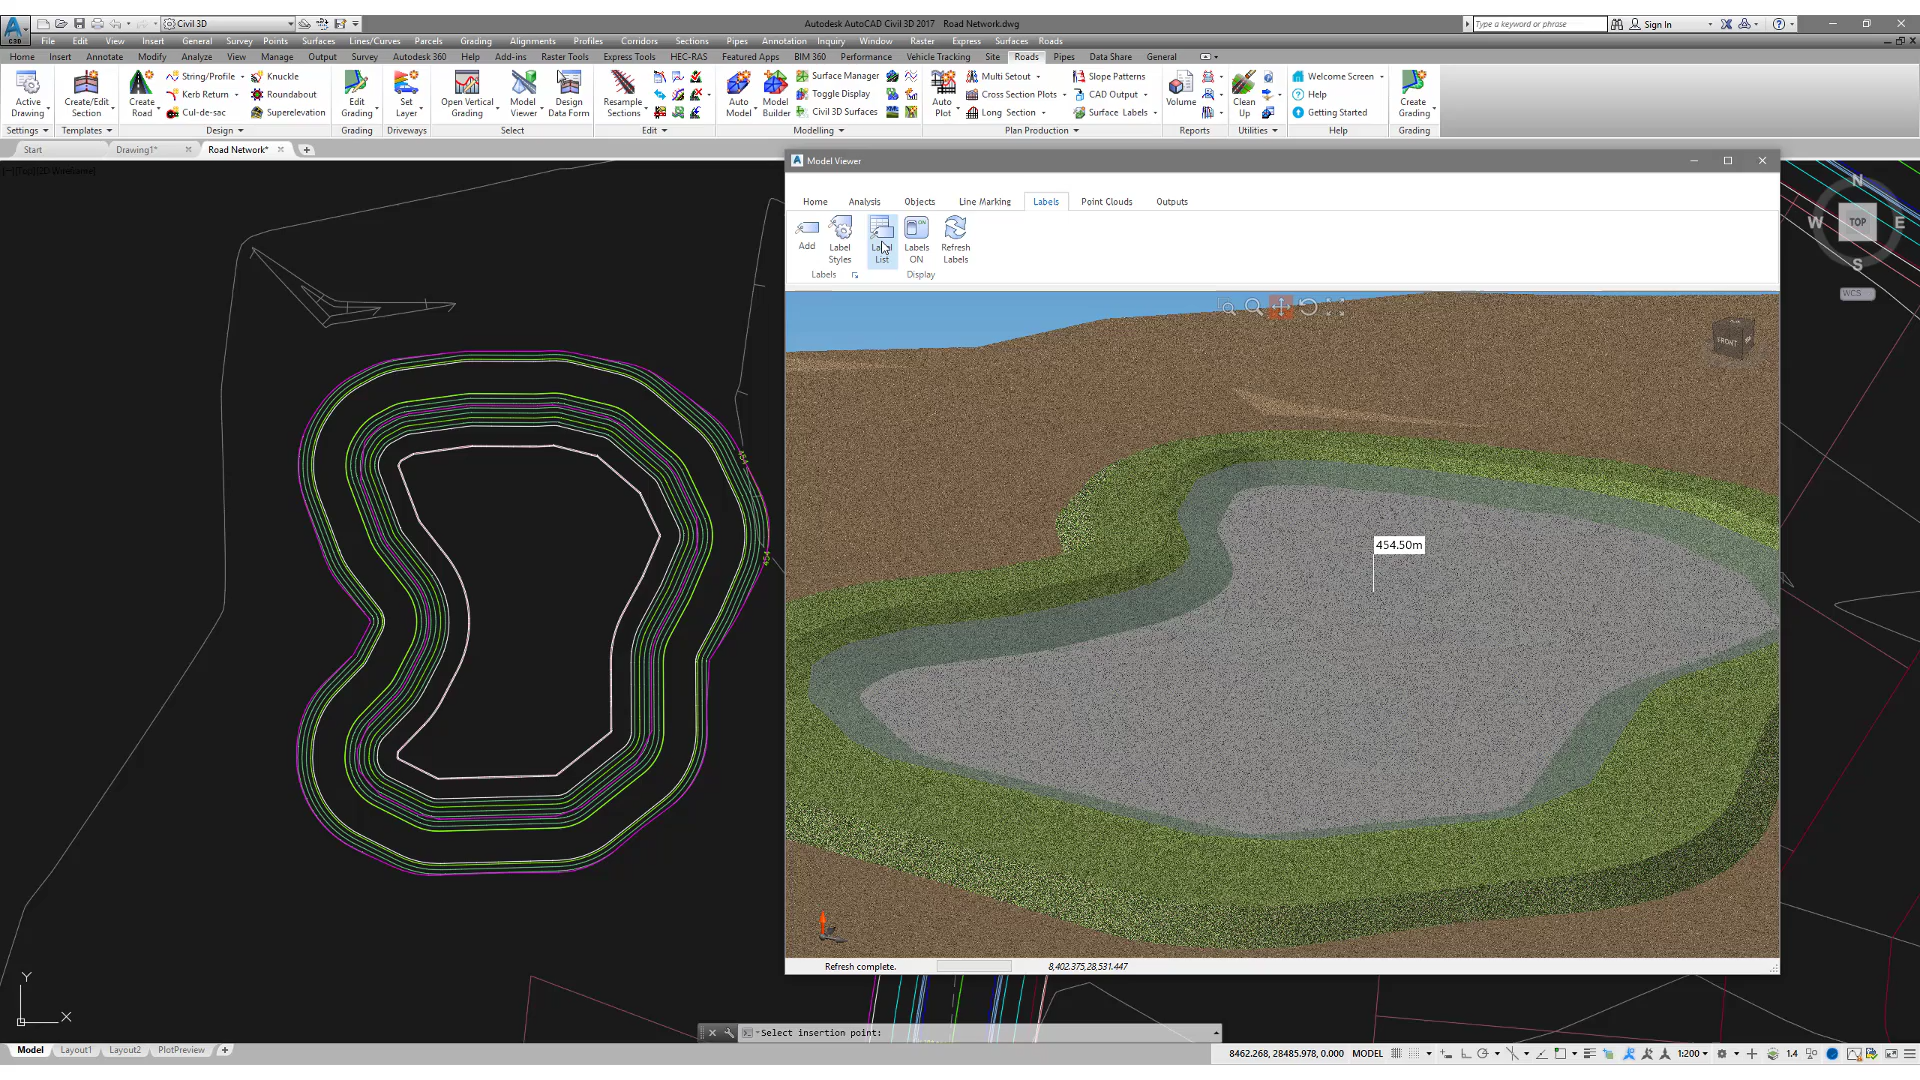 Civil 3D
Autodesk AutoCAD Civil 3D 2017 Road Network.dwg
Type a keyword or phrase
Sign In
File Edit View Insert General Survey Points Surfaces Lines/Curves Parcels Grading Alignments Profiles Corridors Sections Pipes Annotation Inquiry Window Raster Express Surfaces Roads
Home Insert Annotate Modify Analyze View Manage Output Survey Autodesk 360 Help Add-ins Raster Tools Express Tools HEC-RAS Featured Apps BIM 360 Performance Vehicle Tracking Site Roads Pipes Data Share General
Active Drawing
Create/Edit Section
Create Road
String/Profile
Kerb Return
Cul-de-sac
Knuckle
Roundabout
Superelevation
Edit Grading
Set Layer
Open Vertical Grading
Model Viewer
Design Data Form
Resample Sections
Auto Model
Model Builder
Surface Manager
Toggle Display
Civil 3D Surfaces
Auto Plot
Multi Setout
Cross Section Plots
Long Section
Slope Patterns
CAD Output
Surface Labels
Volume
Clean Up
Welcome Screen
Help
Getting Started
Create Grading
Settings Templates Design Grading Driveways Select Edit Modelling Plan Production Reports Utilities Help Grading
Start Drawing1* Road Network*
[−][Top][2D Wireframe]
Model Viewer
Home Analysis Objects Line Marking Labels Point Clouds Outputs
Add
Label Styles
Label List
Labels ON
Refresh Labels
Labels Display
N
W TOP E
S
WCS
FRONT
454
454
454.50m
Refresh complete. 8,402.375,28,531.447
Y
X
Select insertion point:
Model Layout1 Layout2 PlotPreview
8462.268, 28485.978, 0.000 MODEL 1:200 1.4